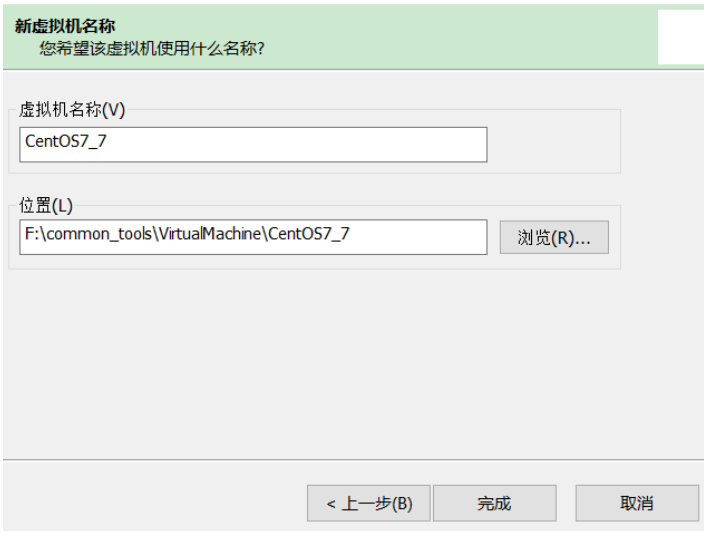 新虚拟机名称
您希望该虚拟机使用什么名称?
虚拟机名称(V)
CentOS7_7
位置(L)
F:\common_tools\VirtualMachine\CentOS7_7
浏览(R)...
< 上一步(B)
完成
取消